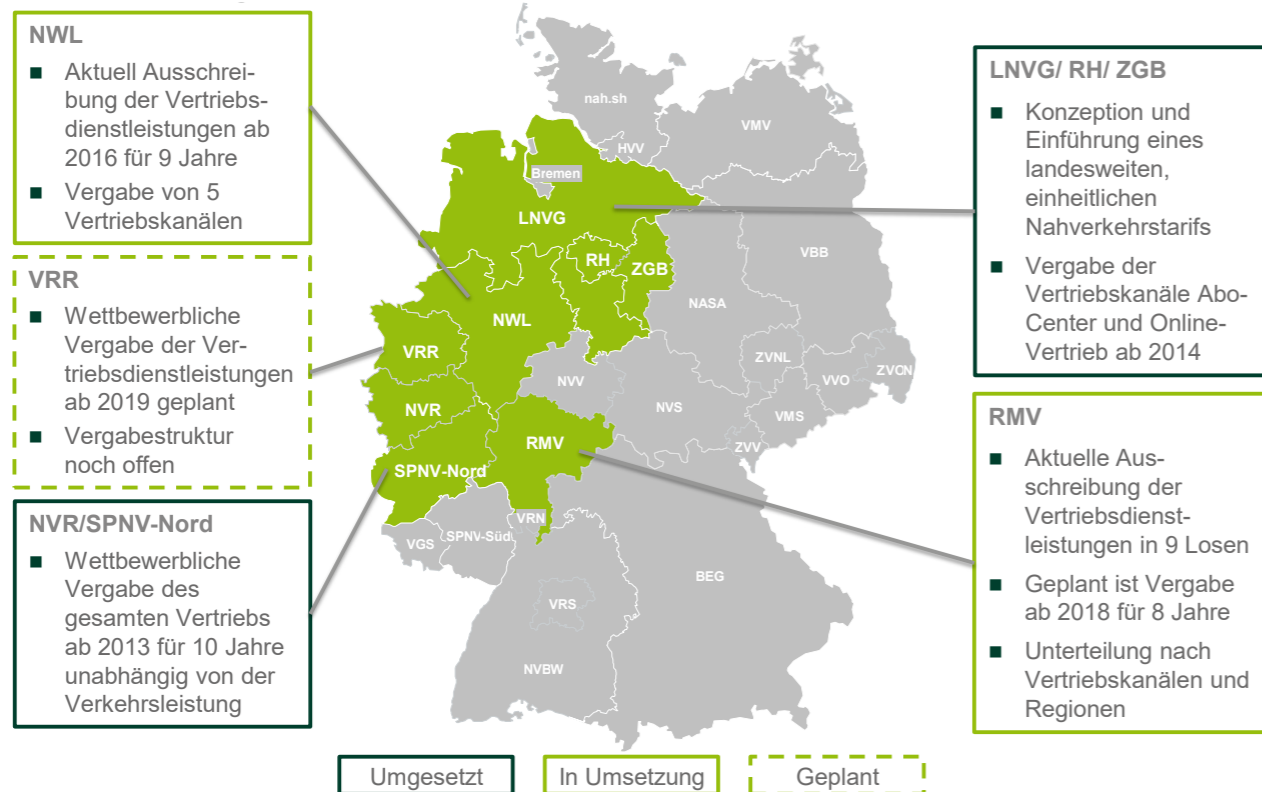 NWL
■ Aktuell Ausschrei-
bung der Vertriebs-
dienstleistungen ab
2016 für 9 Jahre
■ Vergabe von 5
Vertriebskanälen
VRR
■ Wettbewerbliche
Vergabe der Ver-
triebsdienstleistungen
ab 2019 geplant
■ Vergabestruktur
noch offen
NVR/SPNV-Nord
■ Wettbewerbliche
Vergabe des
gesamten Vertriebs
ab 2013 für 10 Jahre
unabhängig von der
Verkehrsleistung
nah.sh
VMV
HVV
Bremen
LNVG
RH
ZGB
VBB
NASA
NWL
VRR
ZVNL
NVV
VVO
ZVON
NVR
NVS
VMS
ZVV
RMV
SPNV-Nord
VRN
SPNV-Süd
VGS
BEG
VRS
NVBW
LNVG/ RH/ ZGB
■ Konzeption und
Einführung eines
landesweiten,
einheitlichen
Nahverkehrstarifs
■ Vergabe der
Vertriebskanäle Abo-
Center und Online-
Vertrieb ab 2014
RMV
■ Aktuelle Aus-
schreibung der
Vertriebsdienst-
leistungen in 9 Losen
■ Geplant ist Vergabe
ab 2018 für 8 Jahre
■ Unterteilung nach
Vertriebskanälen und
Regionen
Umgesetzt
In Umsetzung
Geplant